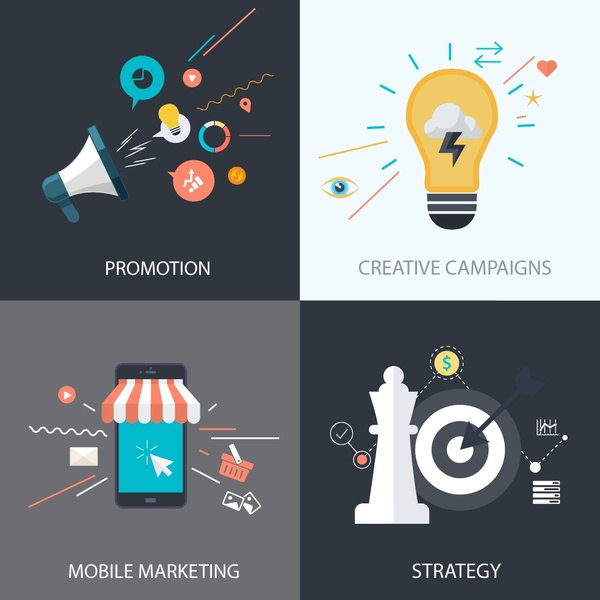 PROMOTION
CREATIVE CAMPAIGNS
$
MOBILE MARKETING
STRATEGY